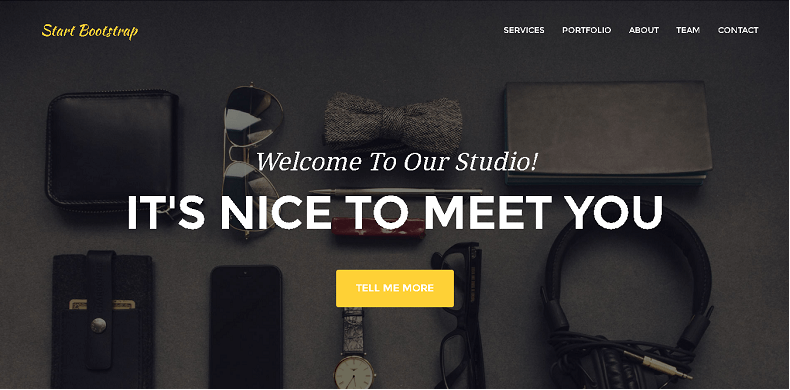 Start Bootstrap
SERVICES PORTFOLIO ABOUT TEAM CONTACT
Welcome To Our Studio!
IT'S NICE TO MEET YOU
TELL ME MORE